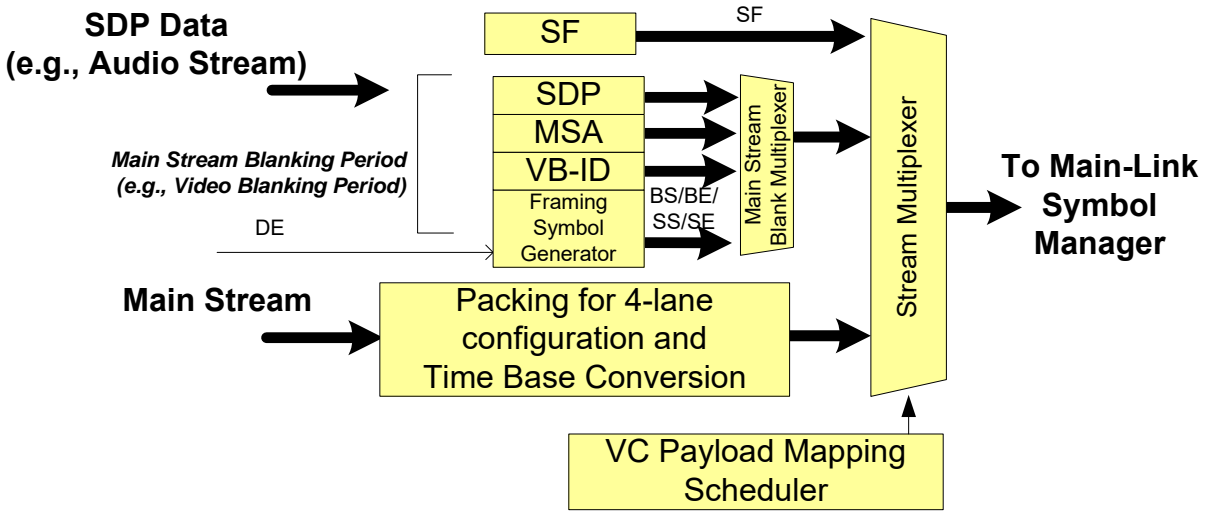 SDP Data
(e.g., Audio Stream)
SF
SF
SDP
MSA
VB-ID
Framing
Symbol
Generator
Main Stream Blanking Period
(e.g., Video Blanking Period)
DE
BS/BE/
SS/SE
Main Stream
Blank Multiplexer
Stream Multiplexer
To Main-Link
Symbol
Manager
Main Stream
Packing for 4-lane
configuration and
Time Base Conversion
VC Payload Mapping
Scheduler